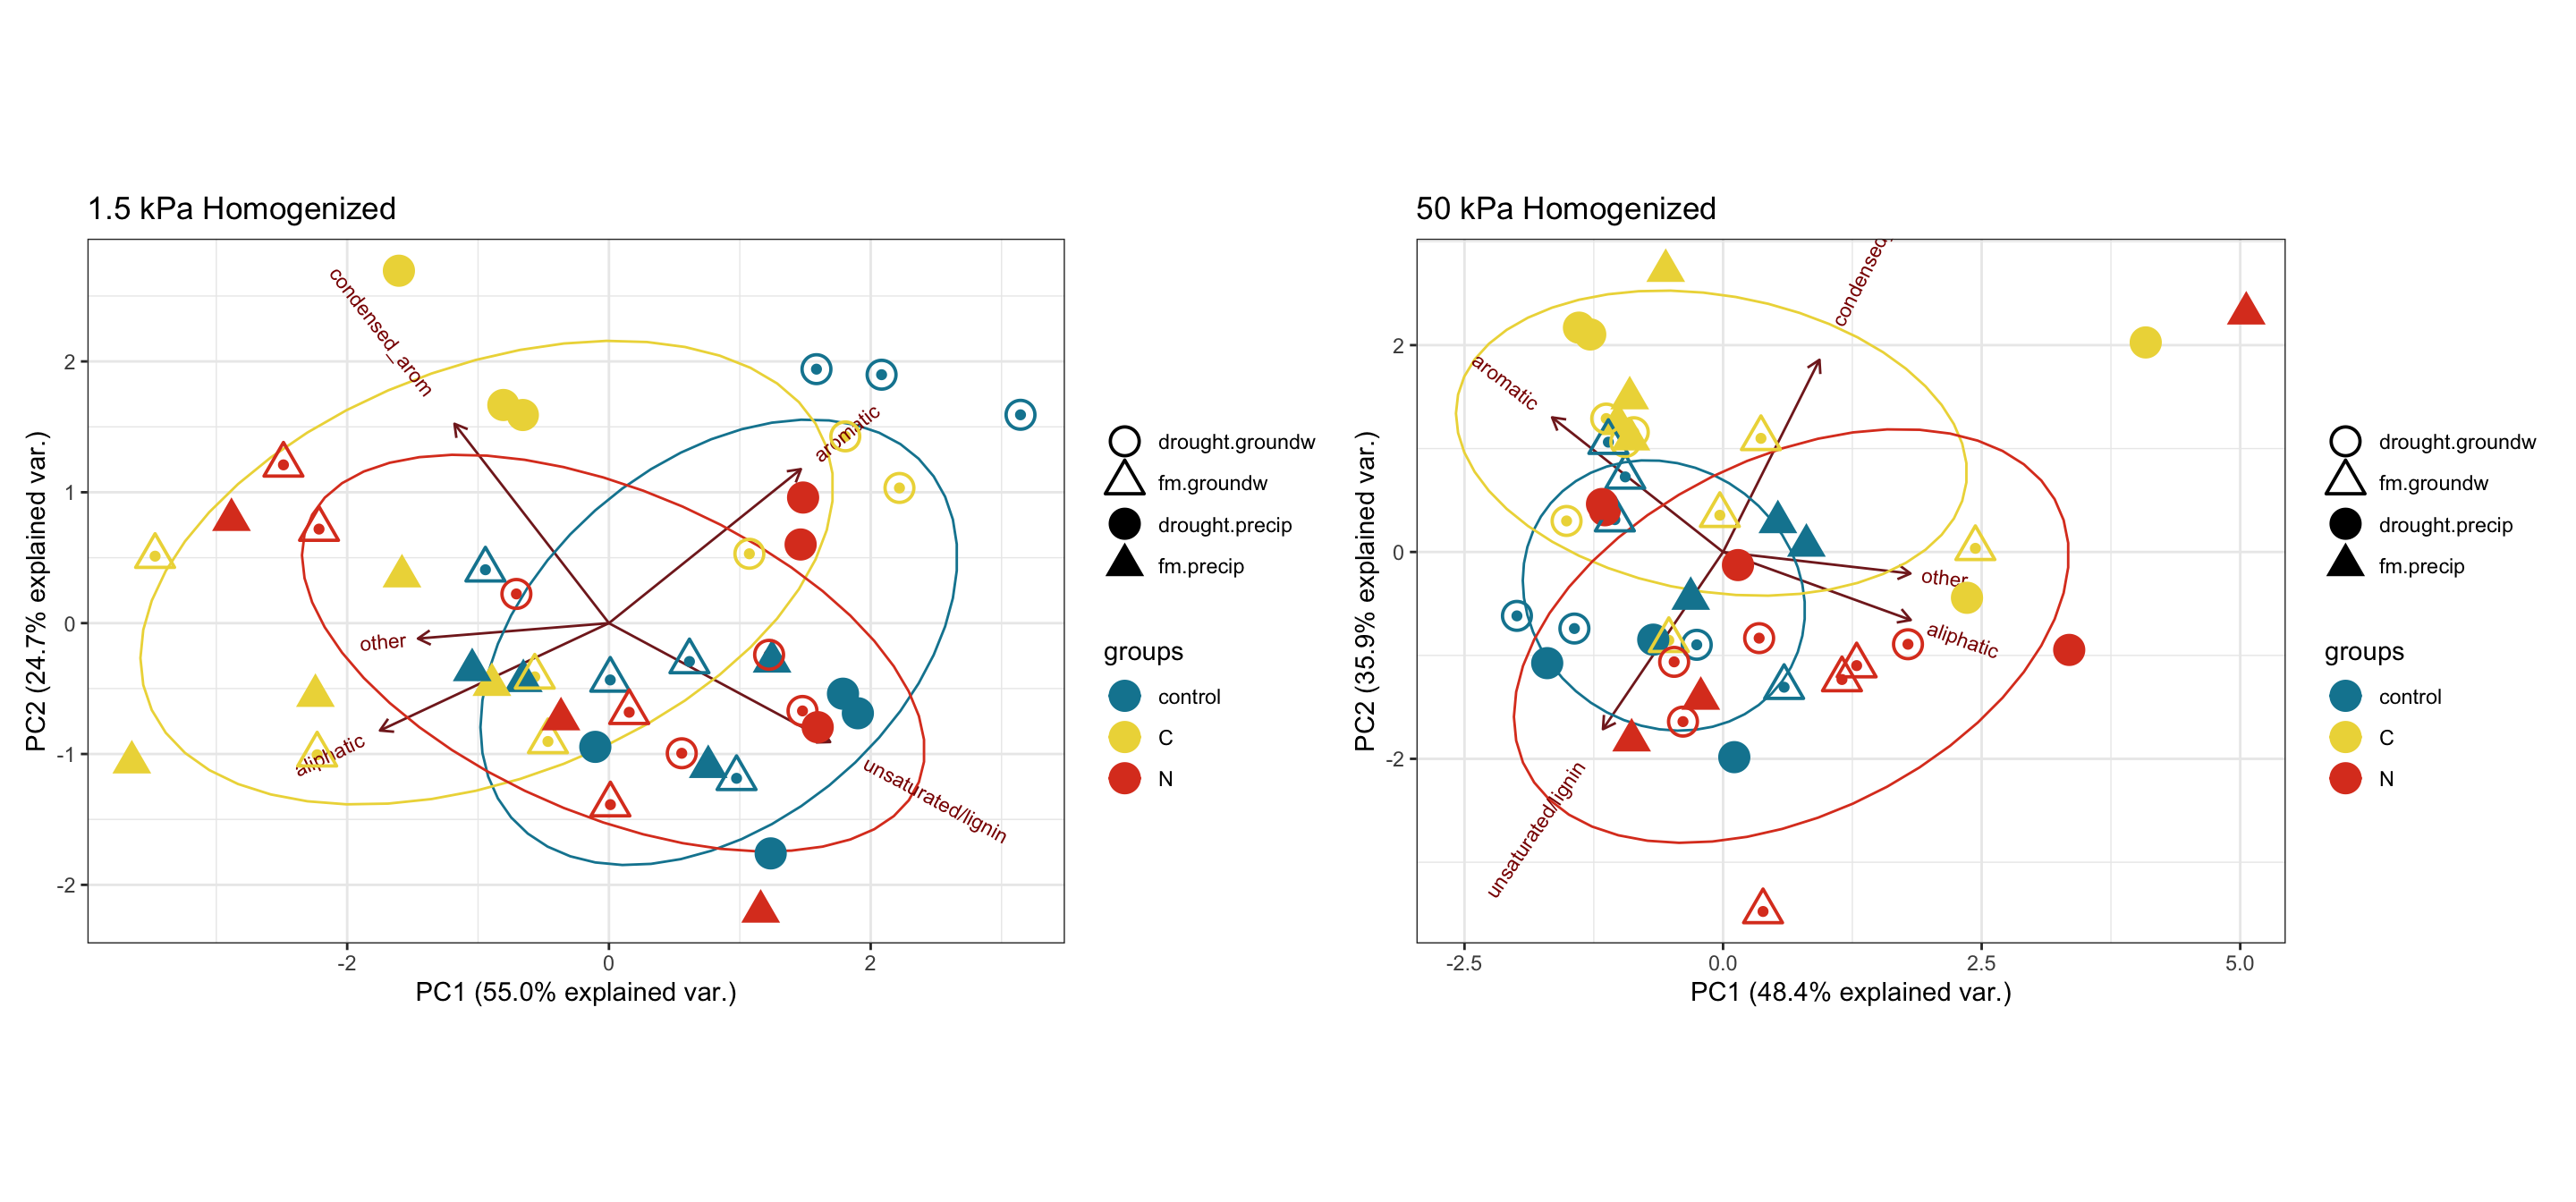 1.5 kPa Homogenized
condensed_arom
aromatic
other
aliphatic
unsaturated/lignin
2
1
0
-1
-2
-2
0
2
PC1 (55.0% explained var.)
PC2 (24.7% explained var.)
drought.groundw
fm.groundw
drought.precip
fm.precip
groups
control
C
N
50 kPa Homogenized
condensed
aromatic
other
aliphatic
unsaturated/lignin
2
0
-2
-2.5
0.0
2.5
5.0
PC1 (48.4% explained var.)
PC2 (35.9% explained var.)
drought.groundw
fm.groundw
drought.precip
fm.precip
groups
control
C
N